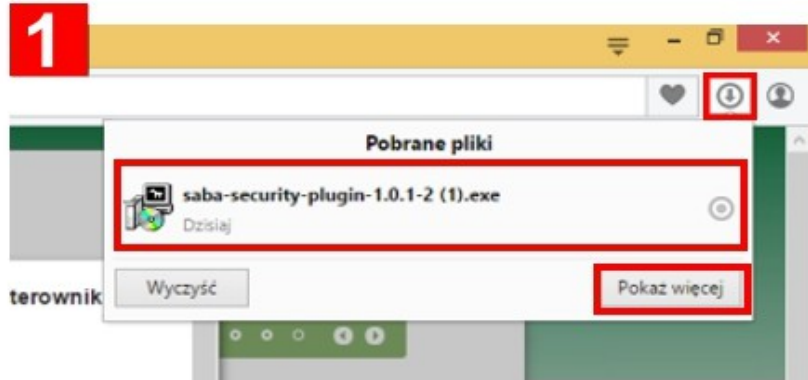 1
Pobrane pliki
saba-security-plugin-1.0.1-2 (1).exe
Dzisiaj
terownik
Wyczyść
Pokaż więcej